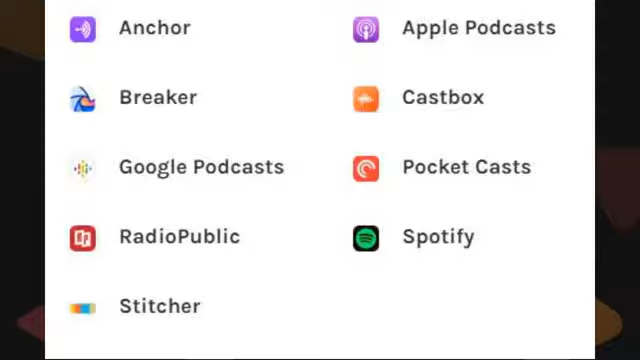 Anchor
Apple Podcasts
Breaker
Castbox
Google Podcasts
Pocket Casts
RadioPublic
Spotify
Stitcher